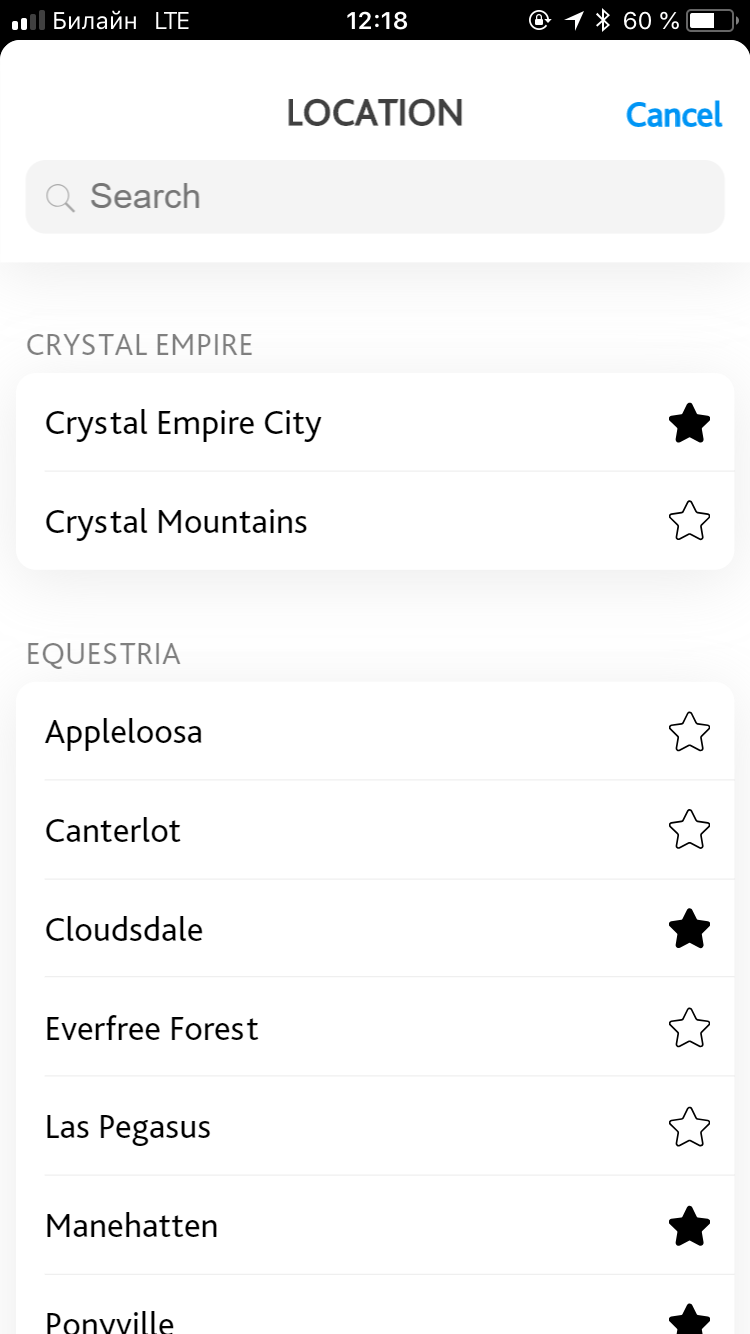 Билайн LTE 12:18 60 %
LOCATION
Cancel
Search
CRYSTAL EMPIRE
Crystal Empire City
Crystal Mountains
EQUESTRIA
Appleloosa
Canterlot
Cloudsdale
Everfree Forest
Las Pegasus
Manehatten
Ponyville